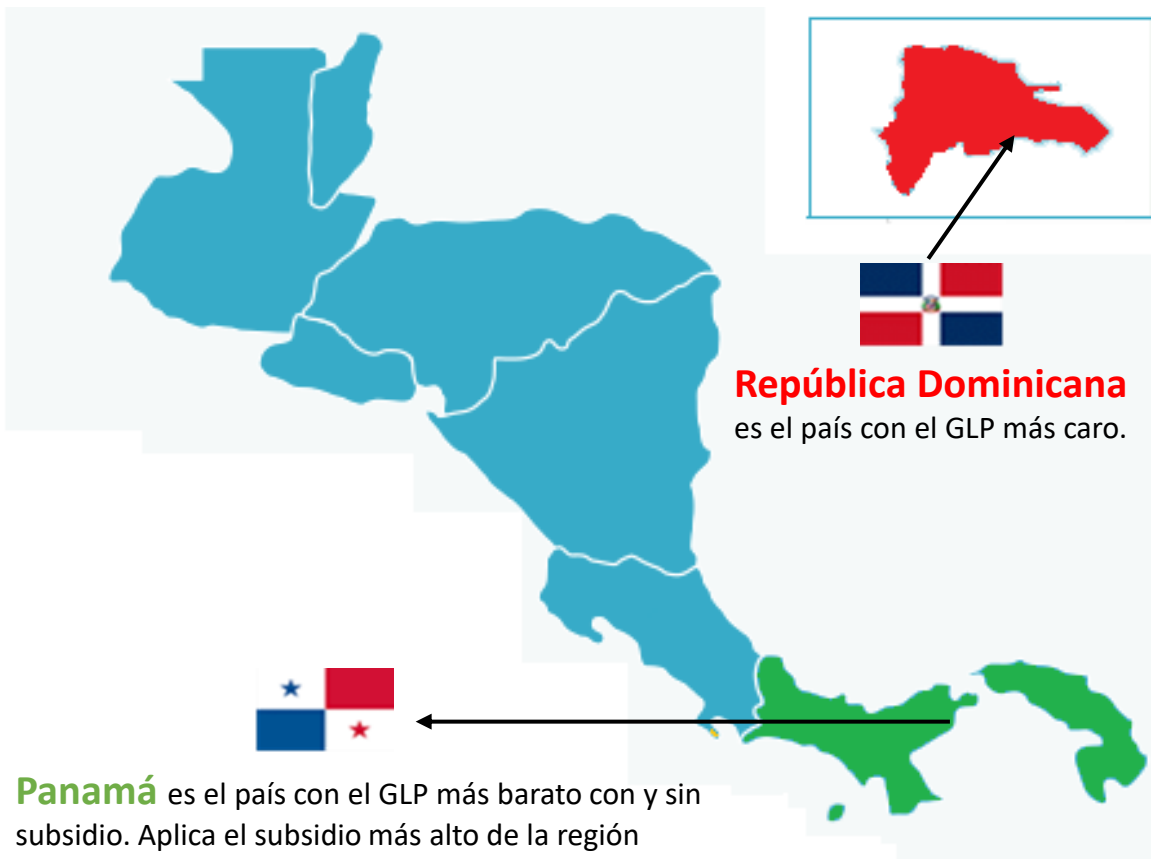 República Dominicana
es el país con el GLP más caro.
Panamá es el país con el GLP más barato con y sin
subsidio. Aplica el subsidio más alto de la región